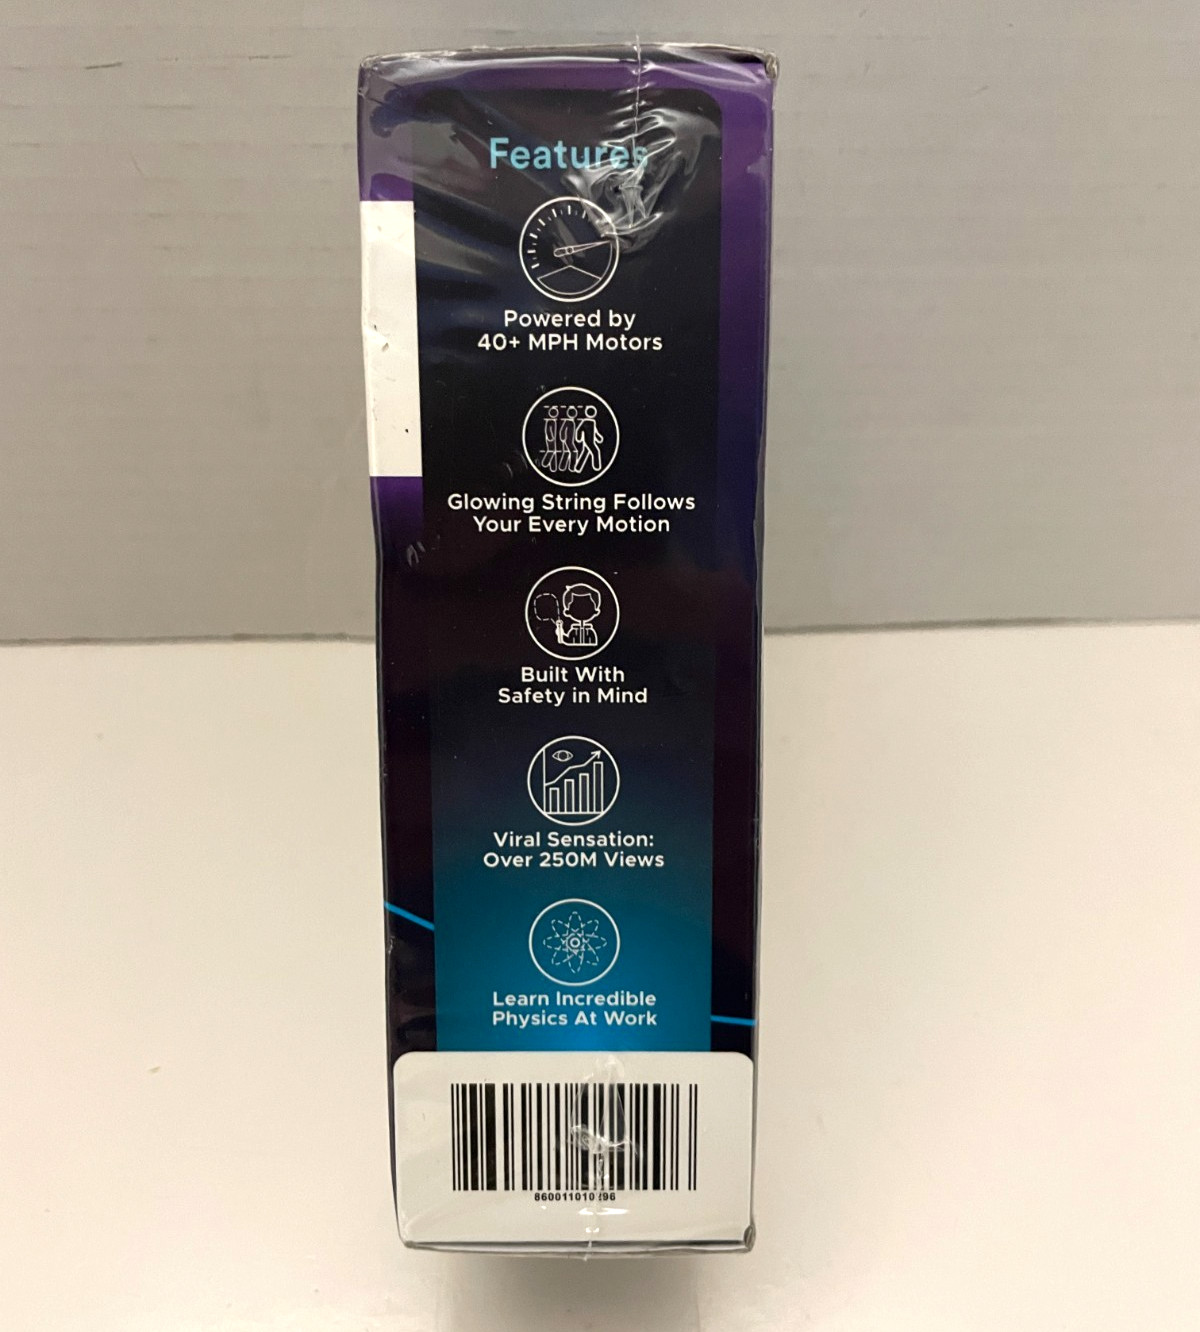 Features
Powered by
40+ MPH Motors
Glowing String Follows
Your Every Motion
Built With
Safety in Mind
Viral Sensation:
Over 250M Views
Learn Incredible
Physics At Work